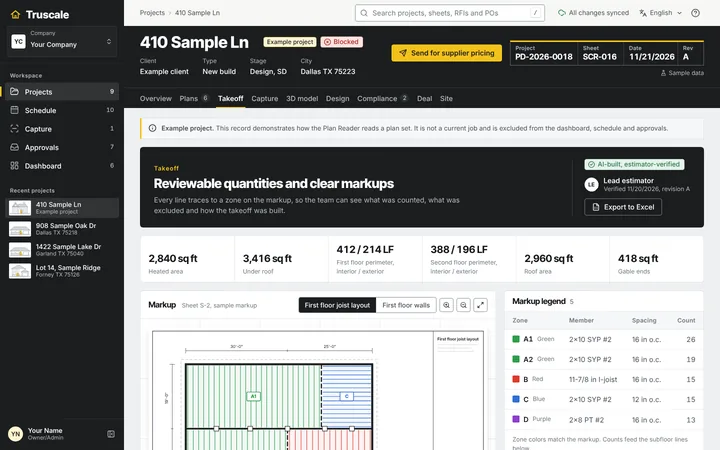 Truscale
Company
YC
Your Company
Workspace
Projects 9
Schedule 10
Capture 1
Approvals 7
Dashboard 6
Recent projects
410 Sample Ln
Example project
908 Sample Oak Dr
Dallas TX 75218
1422 Sample Lake Dr
Garland TX 75040
Lot 14, Sample Ridge
Forney TX 75126
YN
Your Name
Owner/Admin
Projects › 410 Sample Ln
Search projects, sheets, RFIs and POs /
All changes synced
English
410 Sample Ln
Example project
Blocked
Client
Example client
Type
New build
Stage
Design, SD
City
Dallas TX 75223
Send for supplier pricing
Project
PD-2026-0018
Sheet
SCR-016
Date
11/21/2026
Rev
A
Sample data
Overview Plans 6 Takeoff Capture 3D model Design Compliance 2 Deal Site
Example project. This record demonstrates how the Plan Reader reads a plan set. It is not a current job and is excluded from the dashboard, schedule and approvals.
Takeoff
Reviewable quantities and clear markups
Every line traces to a zone on the markup, so the team can see what was counted, what was
excluded and how the takeoff was built.
AI-built, estimator-verified
LE
Lead estimator
Verified 11/20/2026, revision A
Export to Excel
2,840 sq ft
Heated area
3,416 sq ft
Under roof
412 / 214 LF
First floor perimeter,
interior / exterior
388 / 196 LF
Second floor perimeter,
interior / exterior
2,960 sq ft
Roof area
418 sq ft
Gable ends
Markup Sheet S-2, sample markup
First floor joist layout
First floor walls
30'-0" 25'-0"
First floor joist layout
A1
C
Markup legend 5
Zone Member Spacing Count
A1 Green 2×10 SYP #2 16 in o.c. 26
A2 Green 2×10 SYP #2 16 in o.c. 19
B Red 11-7/8 in I-joist 16 in o.c. 15
C Blue 2×10 SYP #2 12 in o.c. 15
D Purple 2×8 PT #2 16 in o.c. 13
Zone colors match the markup. Counts feed the subfloor lines
below.